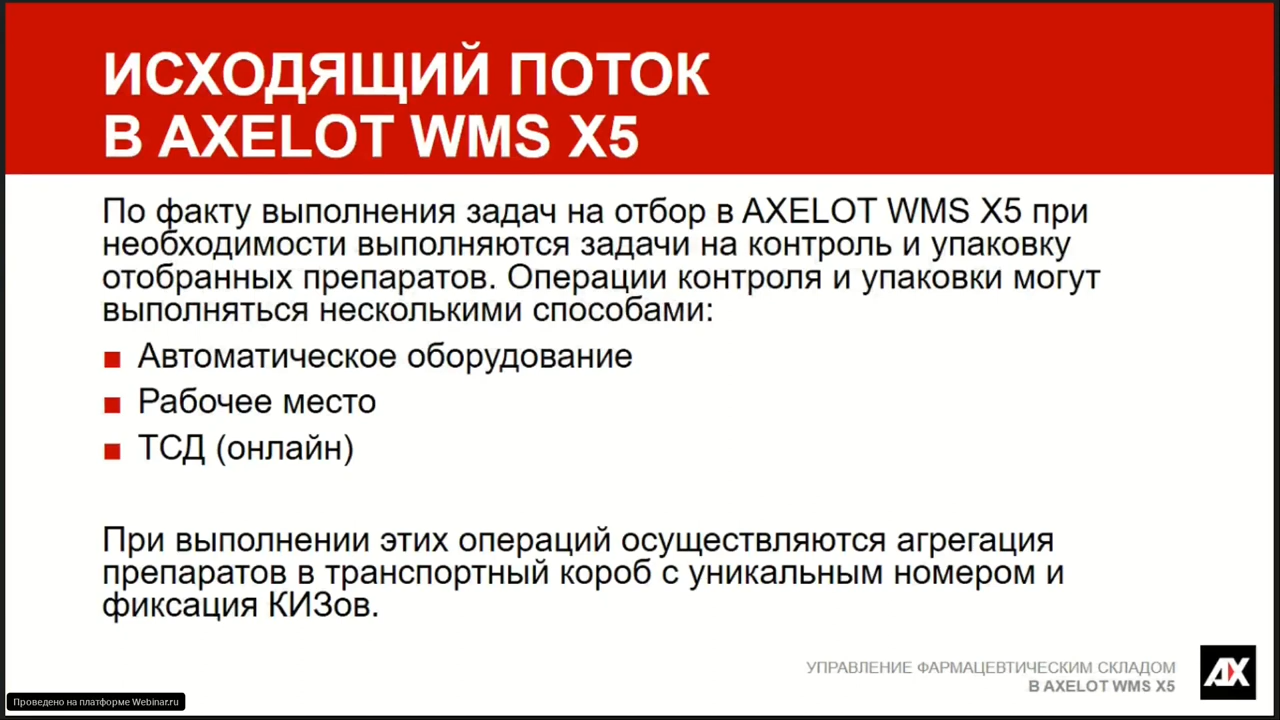 ИСХОДЯЩИЙ ПОТОК
В AXELOT WMS X5
По факту выполнения задач на отбор в AXELOT WMS X5 при
необходимости выполняются задачи на контроль и упаковку
отобранных препаратов. Операции контроля и упаковки могут
выполняться несколькими способами:
Автоматическое оборудование
Рабочее место
ТСД (онлайн)
При выполнении этих операций осуществляются агрегация
препаратов в транспортный короб с уникальным номером и
фиксация КИЗов.
УПРАВЛЕНИЕ ФАРМАЦЕВТИЧЕСКИМ СКЛАДОМ
В AXELOT WMS X5
AX
Проведено на платформе Webinar.ru